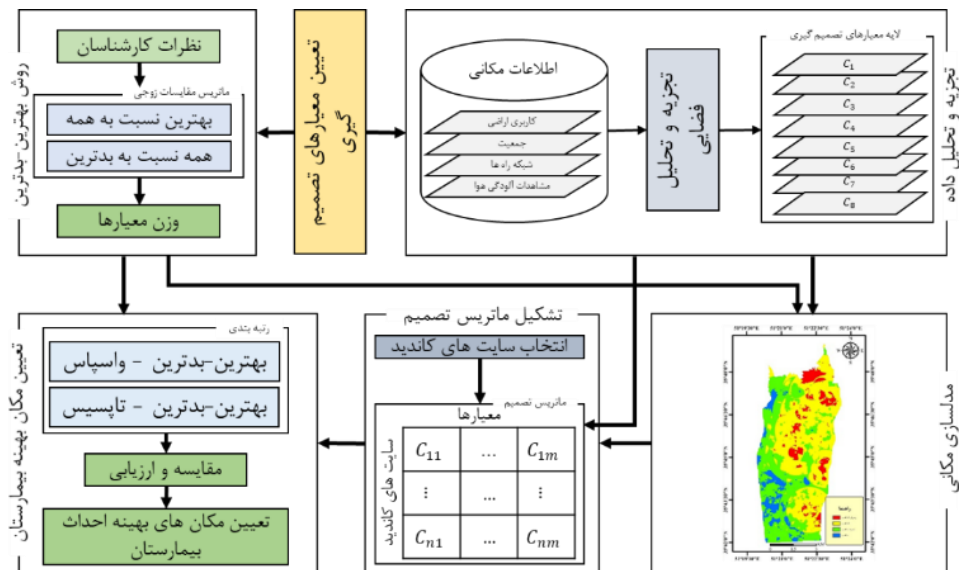 تعیین معیارهای تصمیم
گیری
روش بهترین-بدترین
نظرات کارشناسان
ماتریس مقایسات زوجی
بهترین نسبت به همه
همه نسبت به بدترین
وزن معیارها
تجزیه و تحلیل داده
اطلاعات مکانی
کاربری اراضی
جمعیت
شبکه راه ها
مشاهدات آلودگی هوا
تجزیه و تحلیل
فضایی
لایه معیارهای تصمیم گیری
C1
C2
C3
C4
C5
C6
C7
C8
مدلسازی مکانی
تشکیل ماتریس تصمیم
انتخاب سایت های کاندید
ماتریس تصمیم
معیارها
سایت های کاندید
C11 ... C1m
⋮ ... ⋮
Cn1 ... Cnm
تعیین مکان بهینه بیمارستان
رتبه بندی
بهترین-بدترین - واسپاس
بهترین-بدترین - تاپسیس
مقایسه و ارزیابی
تعیین مکان های بهینه احداث
بیمارستان